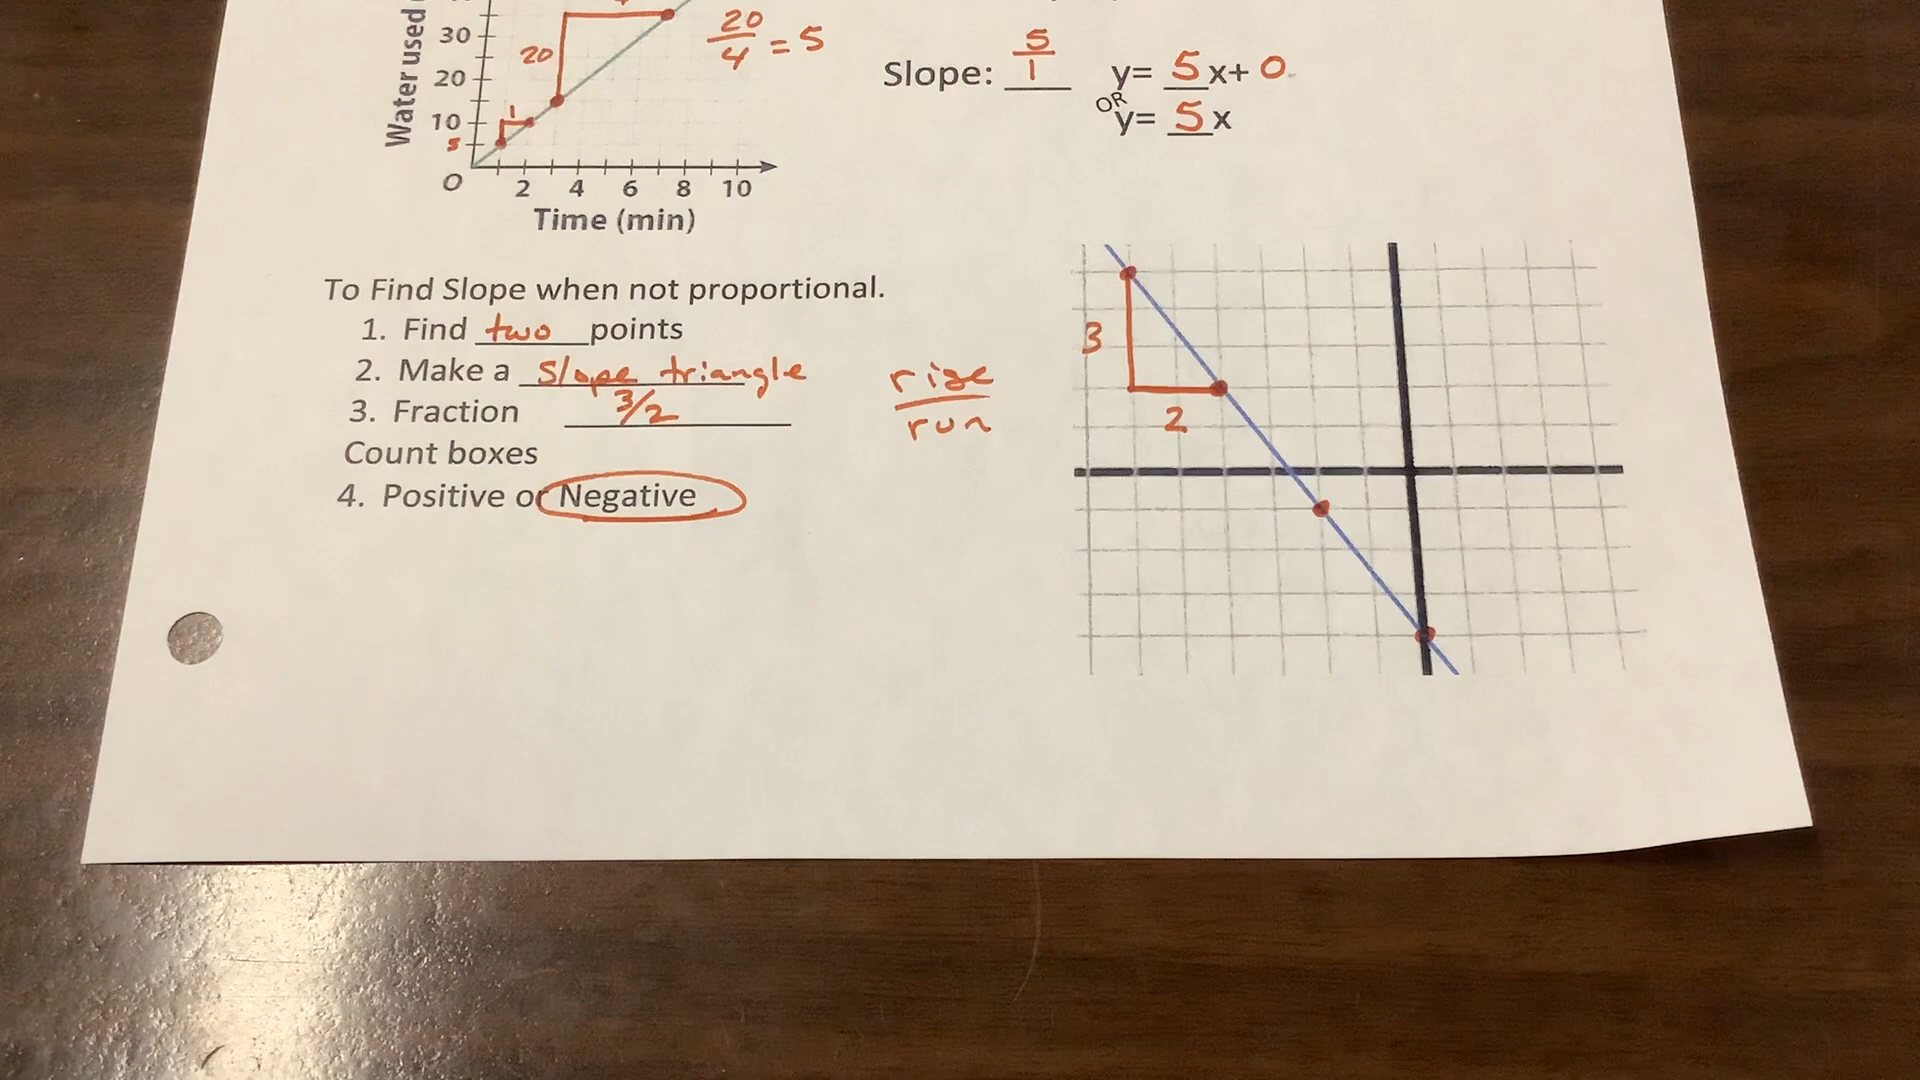 Water used
30
20
10
5
O
2 4 6 8 10
Time (min)
20
1
20
4
= 5
Slope: 5
1
y= 5x+ 0
OR
y= 5x
To Find Slope when not proportional.
1. Find two points
2. Make a Slope triangle
3. Fraction 3/2
Count boxes
4. Positive or Negative
rise
run
3
2